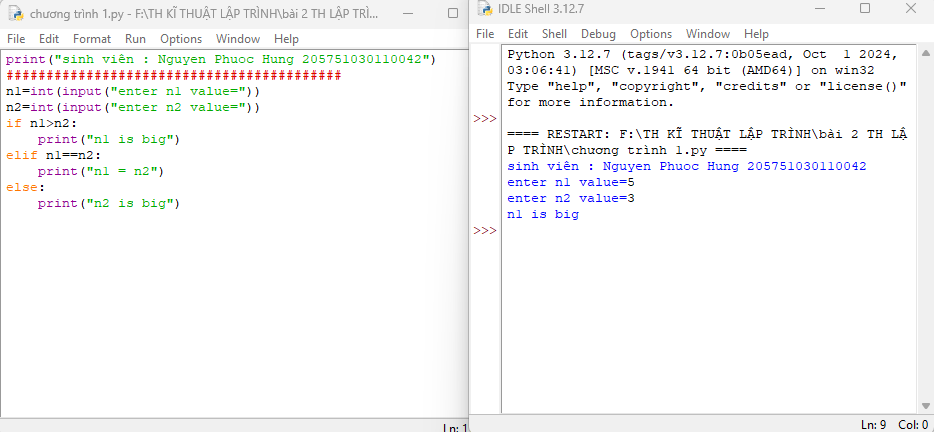 chương trình 1.py - F:\TH KĨ THUẬT LẬP TRÌNH\bài 2 TH LẬP TRÌ...
File Edit Format Run Options Window Help
print("sinh viên : Nguyen Phuoc Hung 205751030110042")
##########################################
n1=int(input("enter n1 value="))
n2=int(input("enter n2 value="))
if n1>n2:
    print("n1 is big")
elif n1==n2:
    print("n1 = n2")
else:
    print("n2 is big")
Ln: 1
IDLE Shell 3.12.7
File Edit Shell Debug Options Window Help
Python 3.12.7 (tags/v3.12.7:0b05ead, Oct  1 2024,
03:06:41) [MSC v.1941 64 bit (AMD64)] on win32
Type "help", "copyright", "credits" or "license()"
for more information.
>>>
==== RESTART: F:\TH KĨ THUẬT LẬP TRÌNH\bài 2 TH LẬ
P TRÌNH\chương trình 1.py ====
sinh viên : Nguyen Phuoc Hung 205751030110042
enter n1 value=5
enter n2 value=3
n1 is big
>>>
Ln: 9 Col: 0